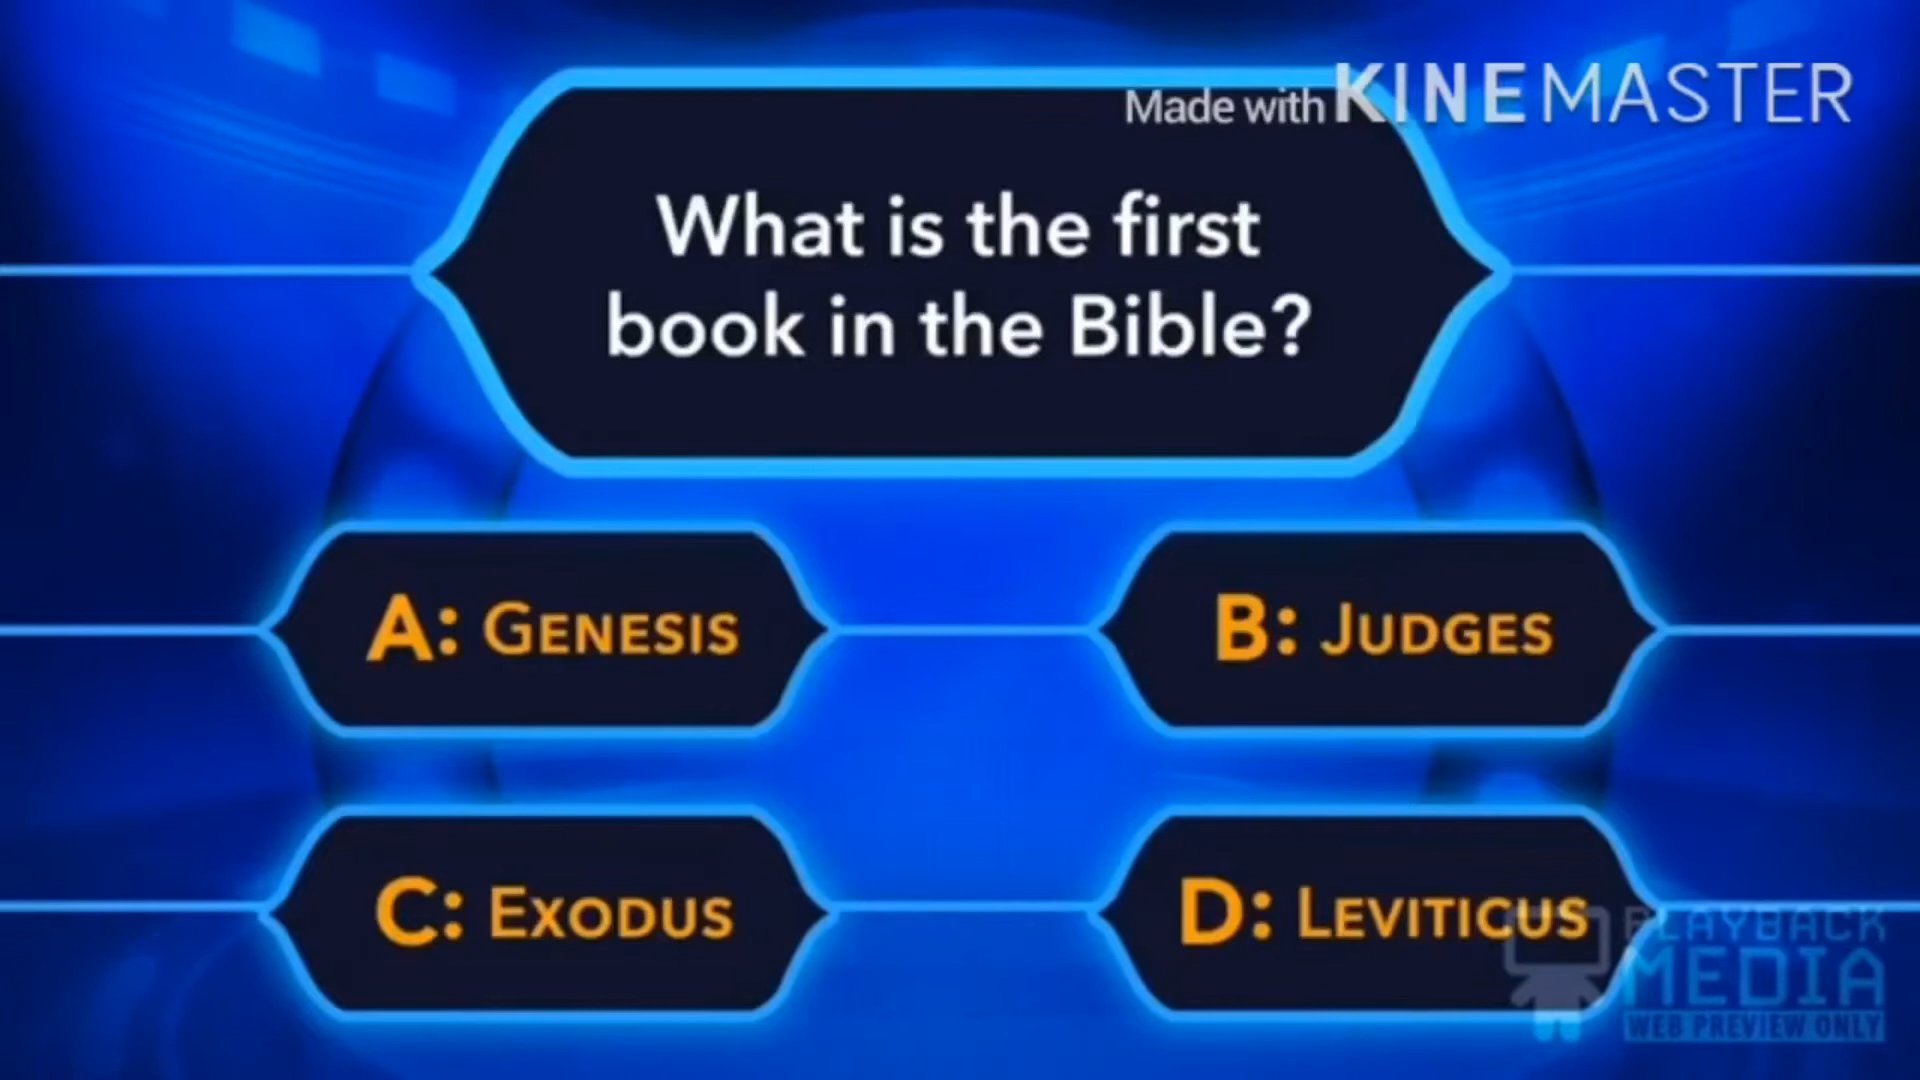 Made with KINEMASTER
What is the first
book in the Bible?
A: GENESIS
B: JUDGES
C: EXODUS
D: LEVITICUS
PLAYBACK
MEDIA
WEB PREVIEW ONLY